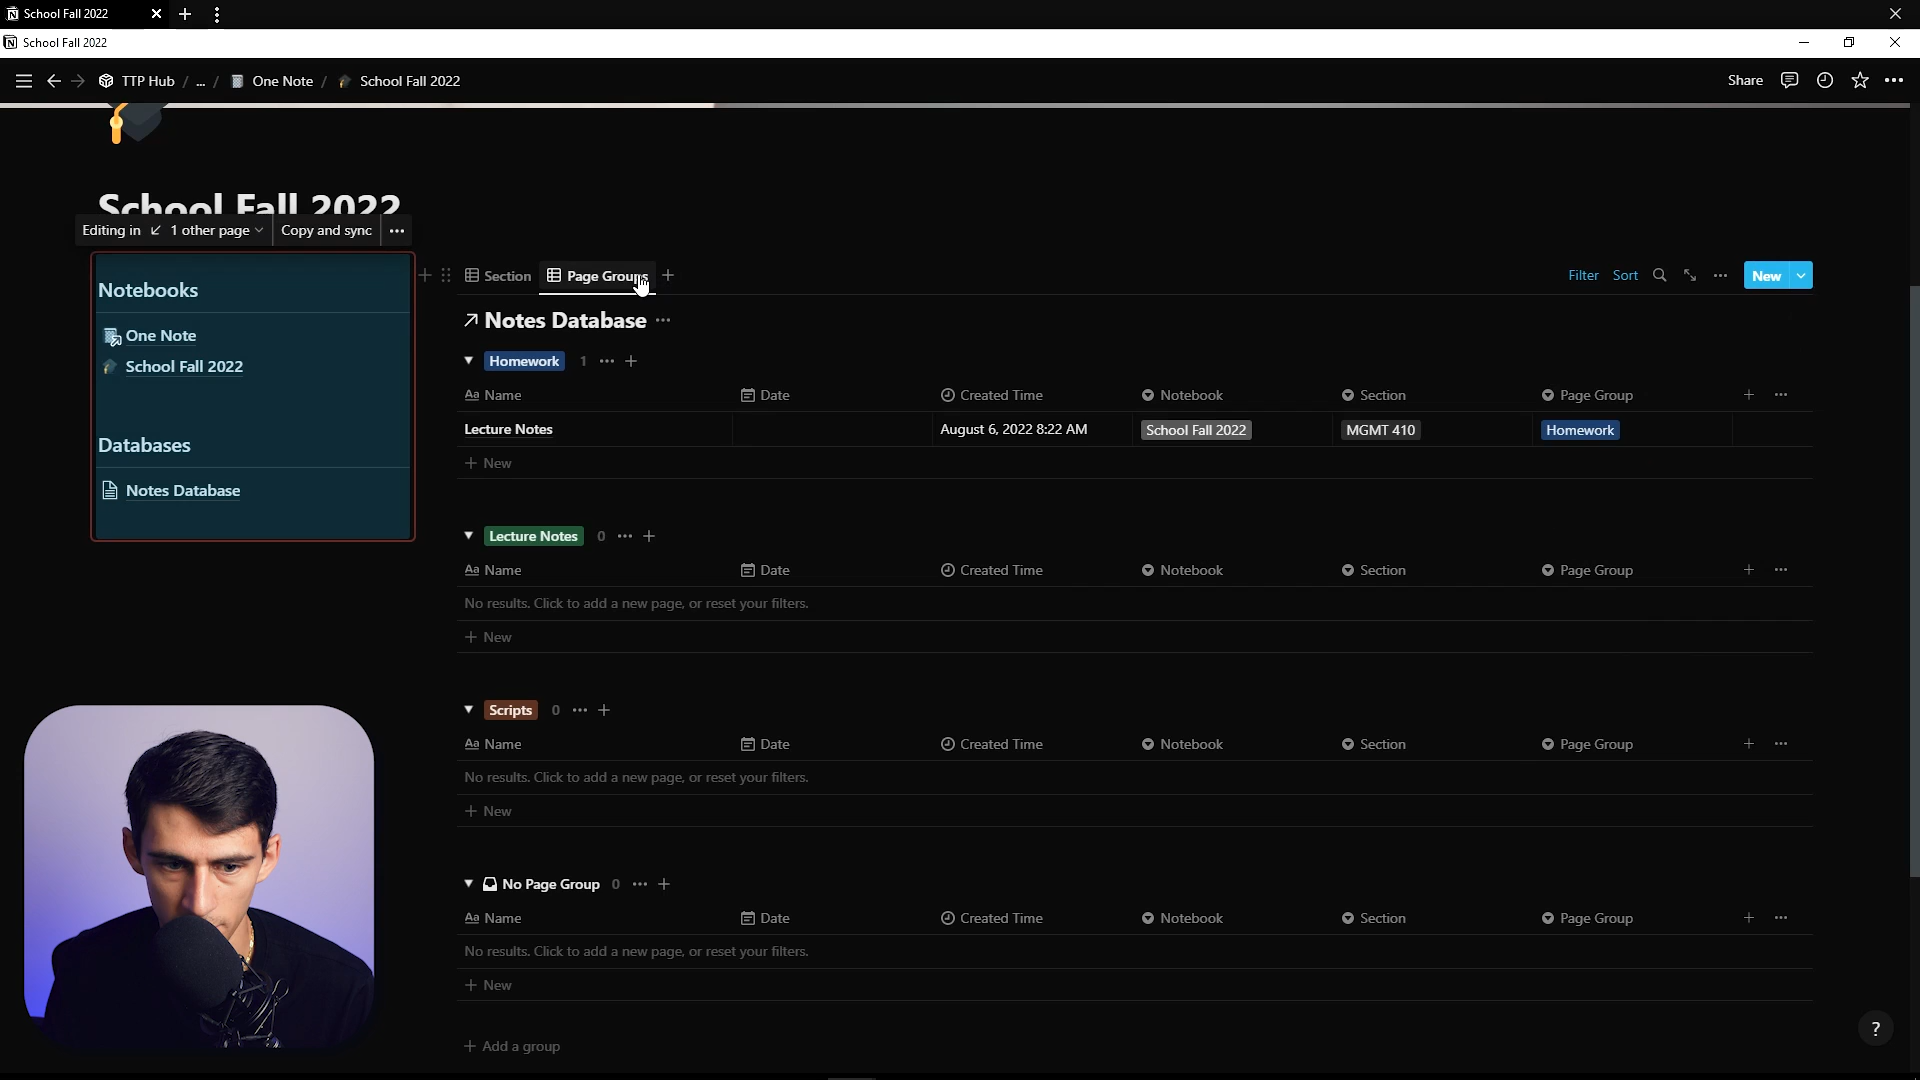 School Fall 2022
School Fall 2022
TTP Hub / ... / One Note / School Fall 2022
Share
School Fall 2022
Editing in 1 other page Copy and sync
Notebooks
One Note
School Fall 2022
Databases
Notes Database
Section Page Groups
Filter Sort New
Notes Database
Homework 1
Aa Name Date Created Time Notebook Section Page Group
Lecture Notes August 6, 2022 8:22 AM School Fall 2022 MGMT 410 Homework
+ New
Lecture Notes 0
Aa Name Date Created Time Notebook Section Page Group
No results. Click to add a new page, or reset your filters.
+ New
Scripts 0
Aa Name Date Created Time Notebook Section Page Group
No results. Click to add a new page, or reset your filters.
+ New
No Page Group 0
Aa Name Date Created Time Notebook Section Page Group
No results. Click to add a new page, or reset your filters.
+ New
+ Add a group
?